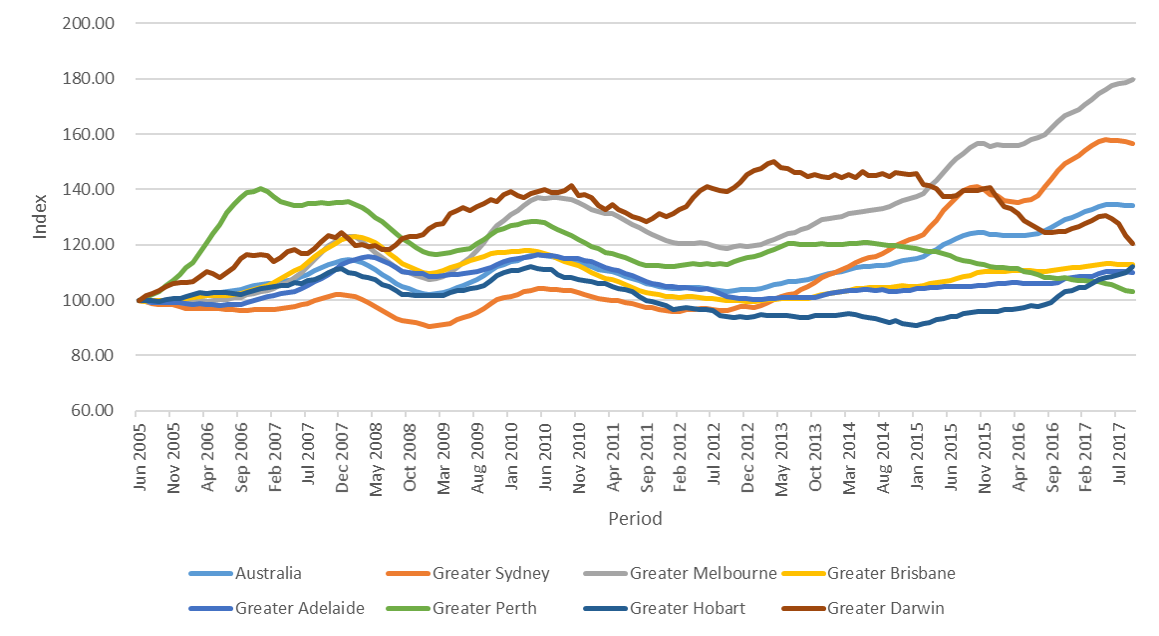 200.00
180.00
160.00
140.00
120.00
100.00
80.00
60.00
Index
Jun 2005
Nov 2005
Apr 2006
Sep 2006
Feb 2007
Jul 2007
Dec 2007
May 2008
Oct 2008
Mar 2009
Aug 2009
Jan 2010
Jun 2010
Nov 2010
Apr 2011
Sep 2011
Feb 2012
Jul 2012
Dec 2012
May 2013
Oct 2013
Mar 2014
Aug 2014
Jan 2015
Jun 2015
Nov 2015
Apr 2016
Sep 2016
Feb 2017
Jul 2017
Period
Australia Greater Sydney Greater Melbourne Greater Brisbane
Greater Adelaide Greater Perth Greater Hobart Greater Darwin